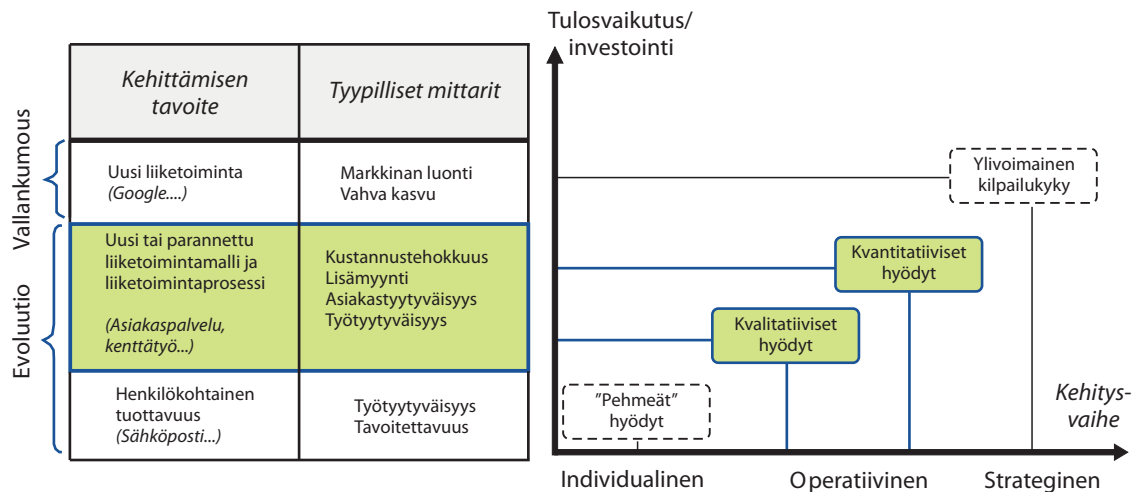 Kehittämisen
tavoite
Tyypilliset mittarit
Vallankumous
Uusi liiketoiminta
(Google....)
Markkinan luonti
Vahva kasvu
Evoluutio
Uusi tai parannettu
liiketoimintamalli ja
liiketoimintaprosessi
(Asiakaspalvelu,
kenttätyö...)
Kustannustehokkuus
Lisämyynti
Asiakastyytyväisyys
Työtyytyväisyys
Henkilökohtainen
tuottavuus
(Sähköposti...)
Työtyytyväisyys
Tavoitettavuus
Tulosvaikutus/
investointi
Ylivoimainen
kilpailukyky
Kvantitatiiviset
hyödyt
Kvalitatiiviset
hyödyt
”Pehmeät”
hyödyt
Kehitys-
vaihe
Individualinen
Operatiivinen
Strateginen